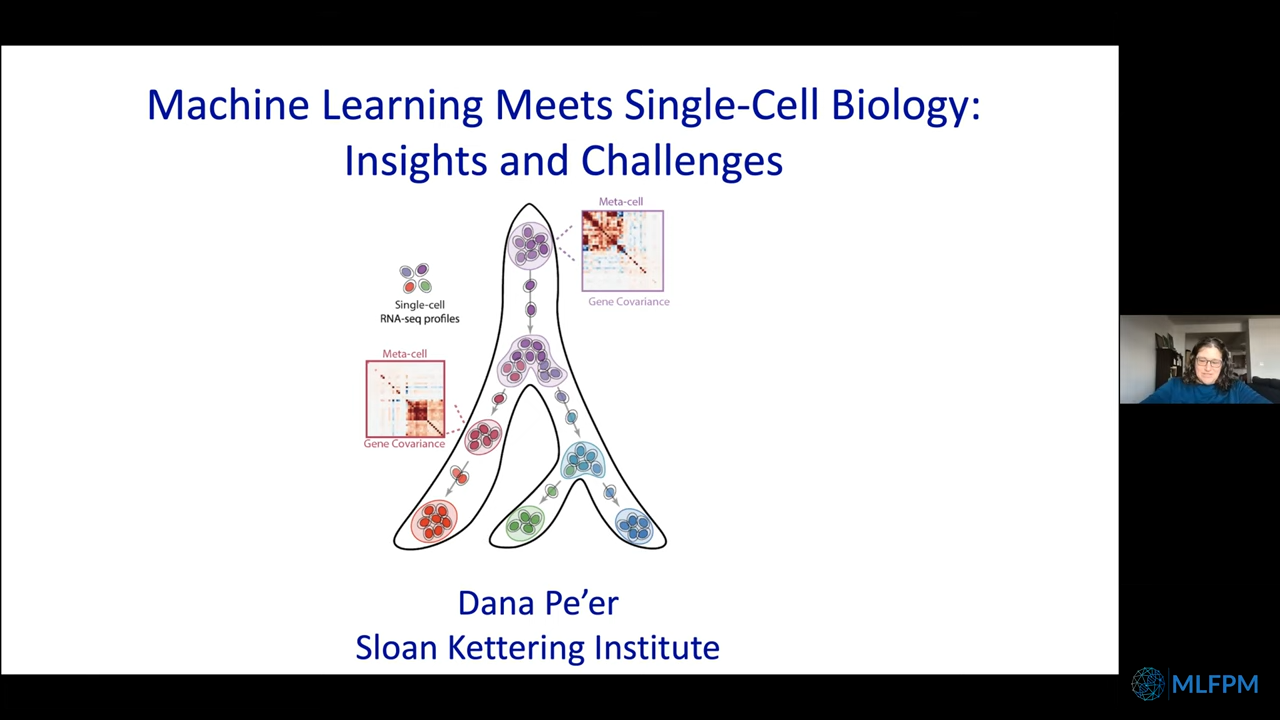 Machine Learning Meets Single-Cell Biology:
Insights and Challenges
Meta-cell
Gene Covariance
Single-cell
RNA-seq profiles
Meta-cell
Gene Covariance
Dana Pe’er
Sloan Kettering Institute
MLFPM